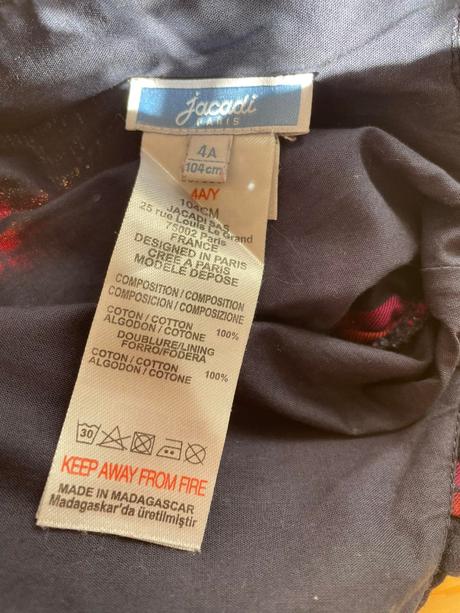 Jacadi
PARIS
4A
104cm
4A/Y
104CM
JACADI SAS
25 rue Louis Le Grand
75002 Paris
FRANCE
DESIGNED IN PARIS
CREE A PARIS
MODELE DEPOSE
COMPOSITION / COMPOSITION
COMPOSICION / COMPOSIZIONE
COTON / COTTON 100%
ALGODON / COTONE
DOUBLURE/LINING
FORRO/FODERA
COTON / COTTON 100%
ALGODON / COTONE
30
KEEP AWAY FROM FIRE
MADE IN MADAGASCAR
Madagaskar'da üretilmiştir